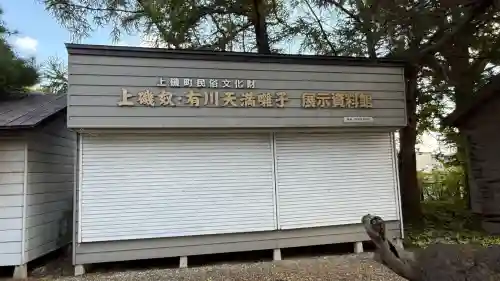 上磯町民俗文化財
上磯奴・有川天満囃子 展示資料館